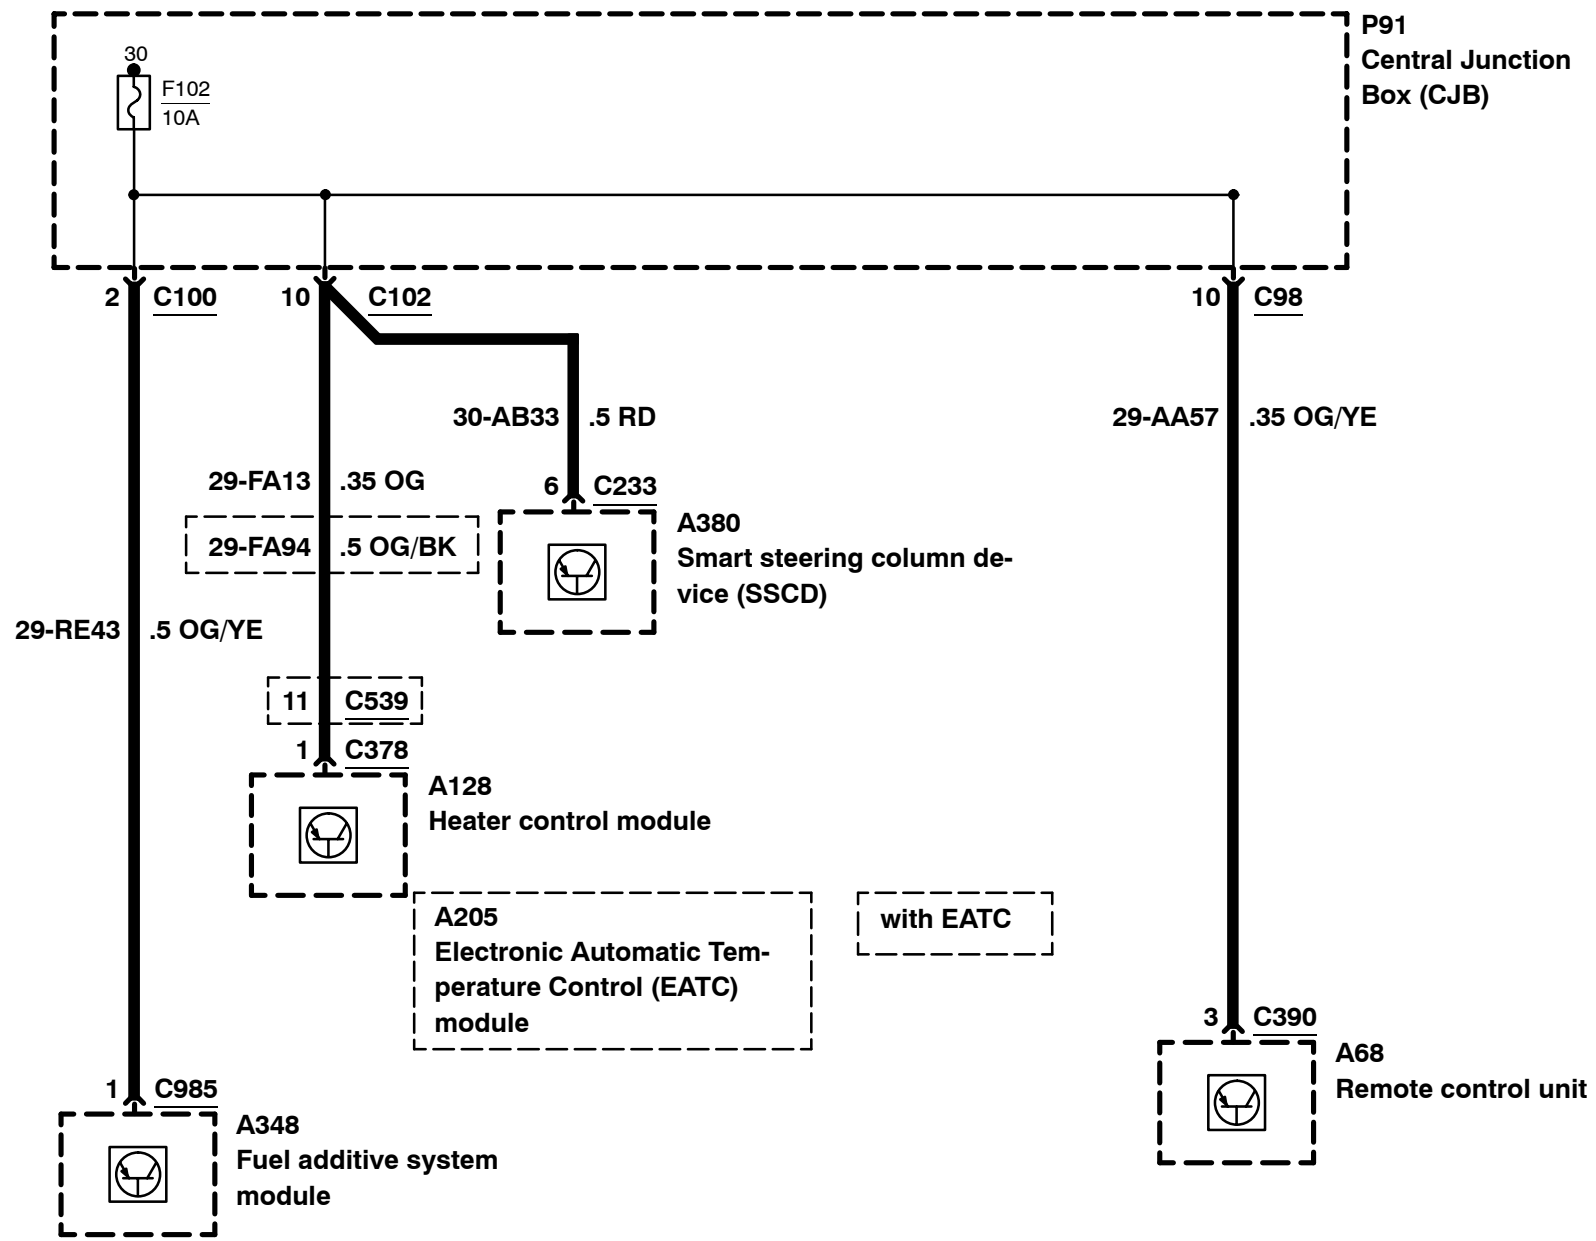 P91
Central Junction
Box (CJB)
30
F102
10A
2 C100
10 C102
10 C98
30-AB33 .5 RD
29-AA57 .35 OG/YE
29-FA13 .35 OG
6 C233
A380
Smart steering column de-
vice (SSCD)
29-FA94 .5 OG/BK
29-RE43 .5 OG/YE
11 C539
1 C378
A128
Heater control module
A205
Electronic Automatic Tem-
perature Control (EATC)
module
with EATC
3 C390
A68
Remote control unit
1 C985
A348
Fuel additive system
module